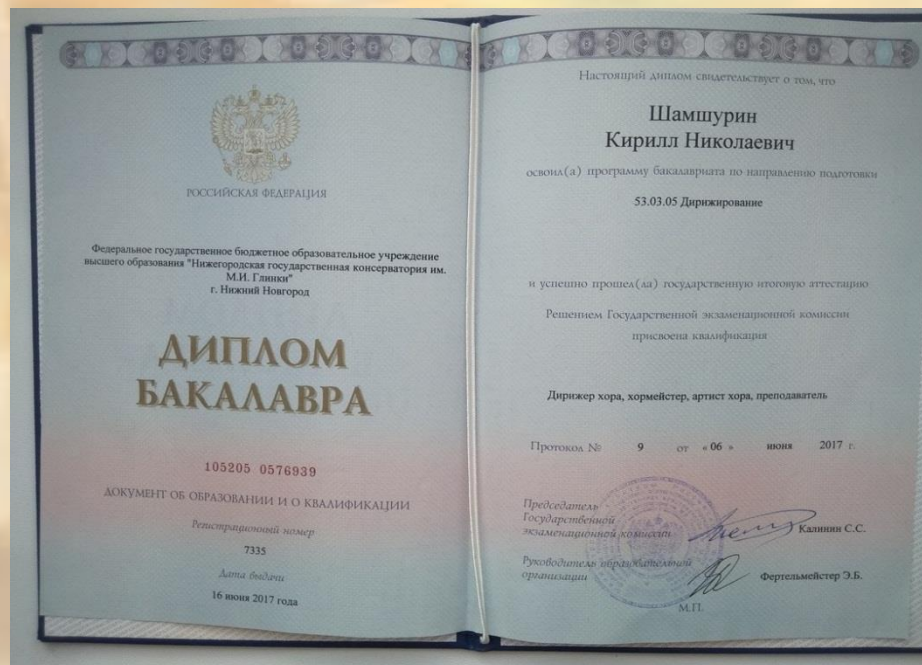 РОССИЙСКАЯ ФЕДЕРАЦИЯ
Федеральное государственное бюджетное образовательное учреждение
высшего образования "Нижегородская государственная консерватория им.
М.И. Глинки"
г. Нижний Новгород
ДИПЛОМ
БАКАЛАВРА
105205 0576939
ДОКУМЕНТ ОБ ОБРАЗОВАНИИ И О КВАЛИФИКАЦИИ
Регистрационный номер
7335
Дата выдачи
16 июня 2017 года
Настоящий диплом свидетельствует о том, что
Шамшурин
Кирилл Николаевич
освоил(а) программу бакалавриата по направлению подготовки
53.03.05 Дирижирование
и успешно прошел(ла) государственную итоговую аттестацию
Решением Государственной экзаменационной комиссии
присвоена квалификация
Дирижер хора, хормейстер, артист хора, преподаватель
Протокол № 9 от « 06 » июня 2017 г.
Председатель
Государственной
экзаменационной комиссии Калинин С.С.
Руководитель образовательной
организации Фертельмейстер Э.Б.
М.П.